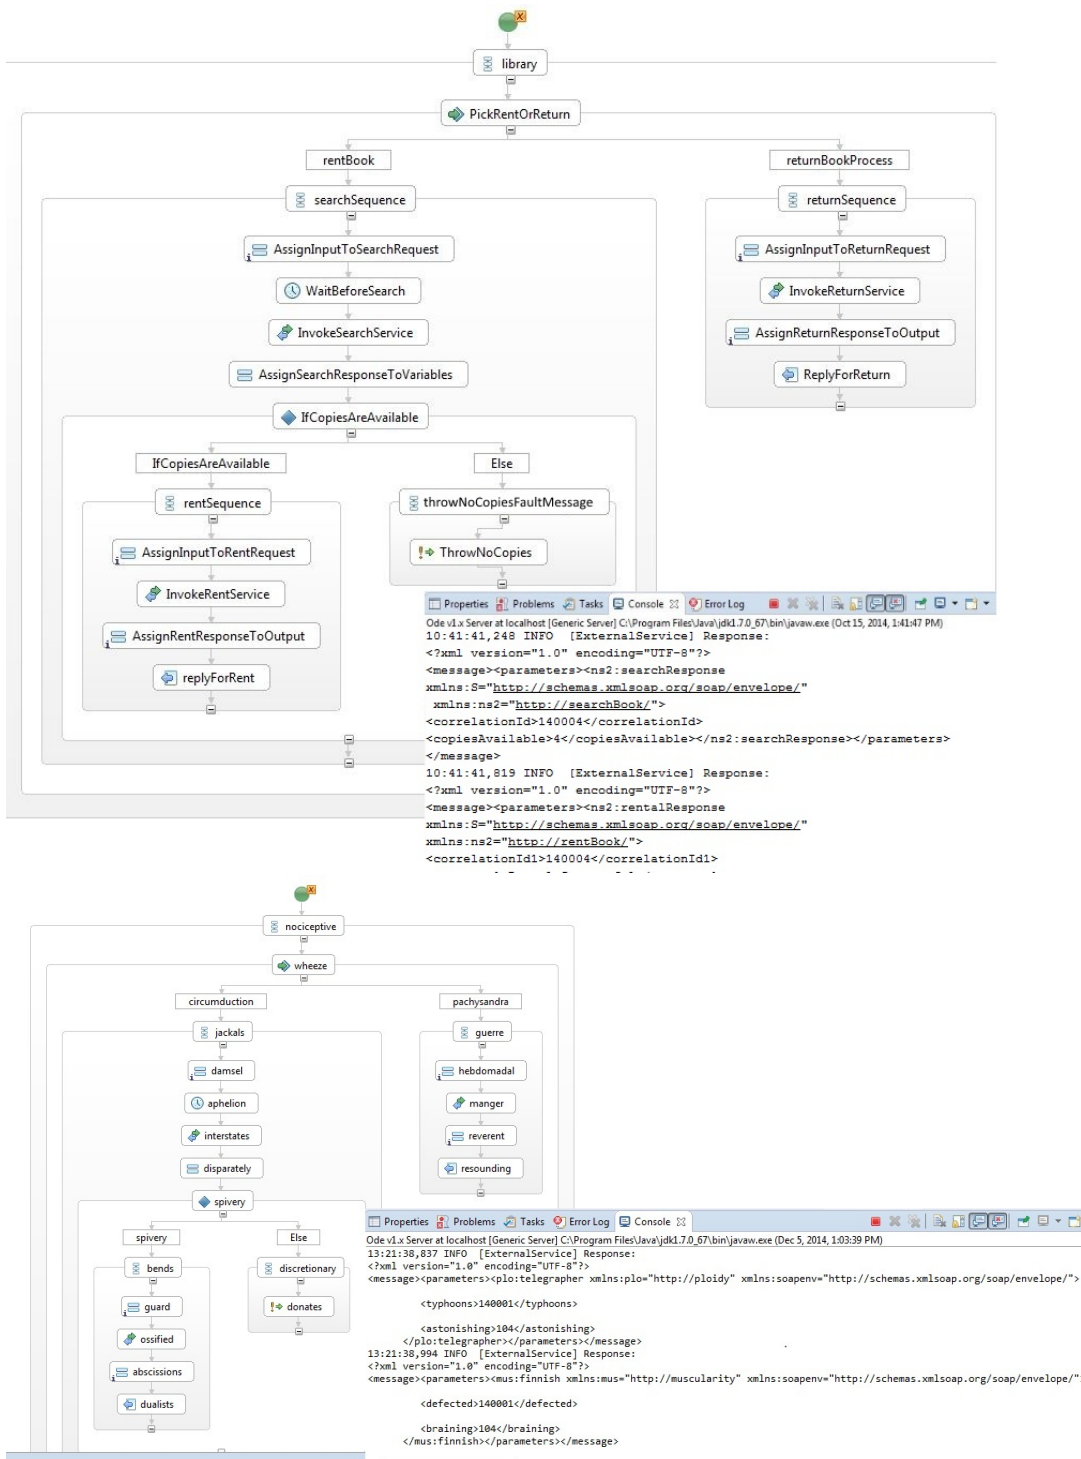 library
PickRentOrReturn
rentBook
returnBookProcess
searchSequence
returnSequence
AssignInputToSearchRequest
AssignInputToReturnRequest
WaitBeforeSearch
InvokeReturnService
InvokeSearchService
AssignReturnResponseToOutput
AssignSearchResponseToVariables
ReplyForReturn
IfCopiesAreAvailable
IfCopiesAreAvailable
Else
rentSequence
throwNoCopiesFaultMessage
AssignInputToRentRequest
ThrowNoCopies
InvokeRentService
AssignRentResponseToOutput
replyForRent
Properties Problems Tasks Console Error Log
Ode v1.x Server at localhost [Generic Server] C:\Program Files\Java\jdk1.7.0_67\bin\javaw.exe (Oct 15, 2014, 1:41:47 PM)
10:41:41,248 INFO [ExternalService] Response:
<?xml version="1.0" encoding="UTF-8"?>
<message><parameters><ns2:searchResponse
xmlns:S="http://schemas.xmlsoap.org/soap/envelope/"
xmlns:ns2="http://searchBook/">
<correlationId>140004</correlationId>
<copiesAvailable>4</copiesAvailable></ns2:searchResponse></parameters>
</message>
10:41:41,819 INFO [ExternalService] Response:
<?xml version="1.0" encoding="UTF-8"?>
<message><parameters><ns2:rentalResponse
xmlns:S="http://schemas.xmlsoap.org/soap/envelope/"
xmlns:ns2="http://rentBook/">
<correlationId1>140004</correlationId1>
nociceptive
wheeze
circumduction
pachysandra
jackals
guerre
damsel
hebdomadal
aphelion
manger
interstates
reverent
disparately
resounding
spivery
spivery
Else
bends
discretionary
guard
donates
ossified
abscissions
dualists
Properties Problems Tasks Error Log Console
Ode v1.x Server at localhost [Generic Server] C:\Program Files\Java\jdk1.7.0_67\bin\javaw.exe (Dec 5, 2014, 1:03:39 PM)
13:21:38,837 INFO [ExternalService] Response:
<?xml version="1.0" encoding="UTF-8"?>
<message><parameters><plo:telegrapher xmlns:plo="http://ploidy" xmlns:soapenv="http://schemas.xmlsoap.org/soap/envelope/">
<typhoons>140001</typhoons>
<astonishing>104</astonishing>
</plo:telegrapher></parameters></message>
13:21:38,994 INFO [ExternalService] Response:
<?xml version="1.0" encoding="UTF-8"?>
<message><parameters><mus:finnish xmlns:mus="http://muscularity" xmlns:soapenv="http://schemas.xmlsoap.org/soap/envelope/"
<defected>140001</defected>
<braining>104</braining>
</mus:finnish></parameters></message>